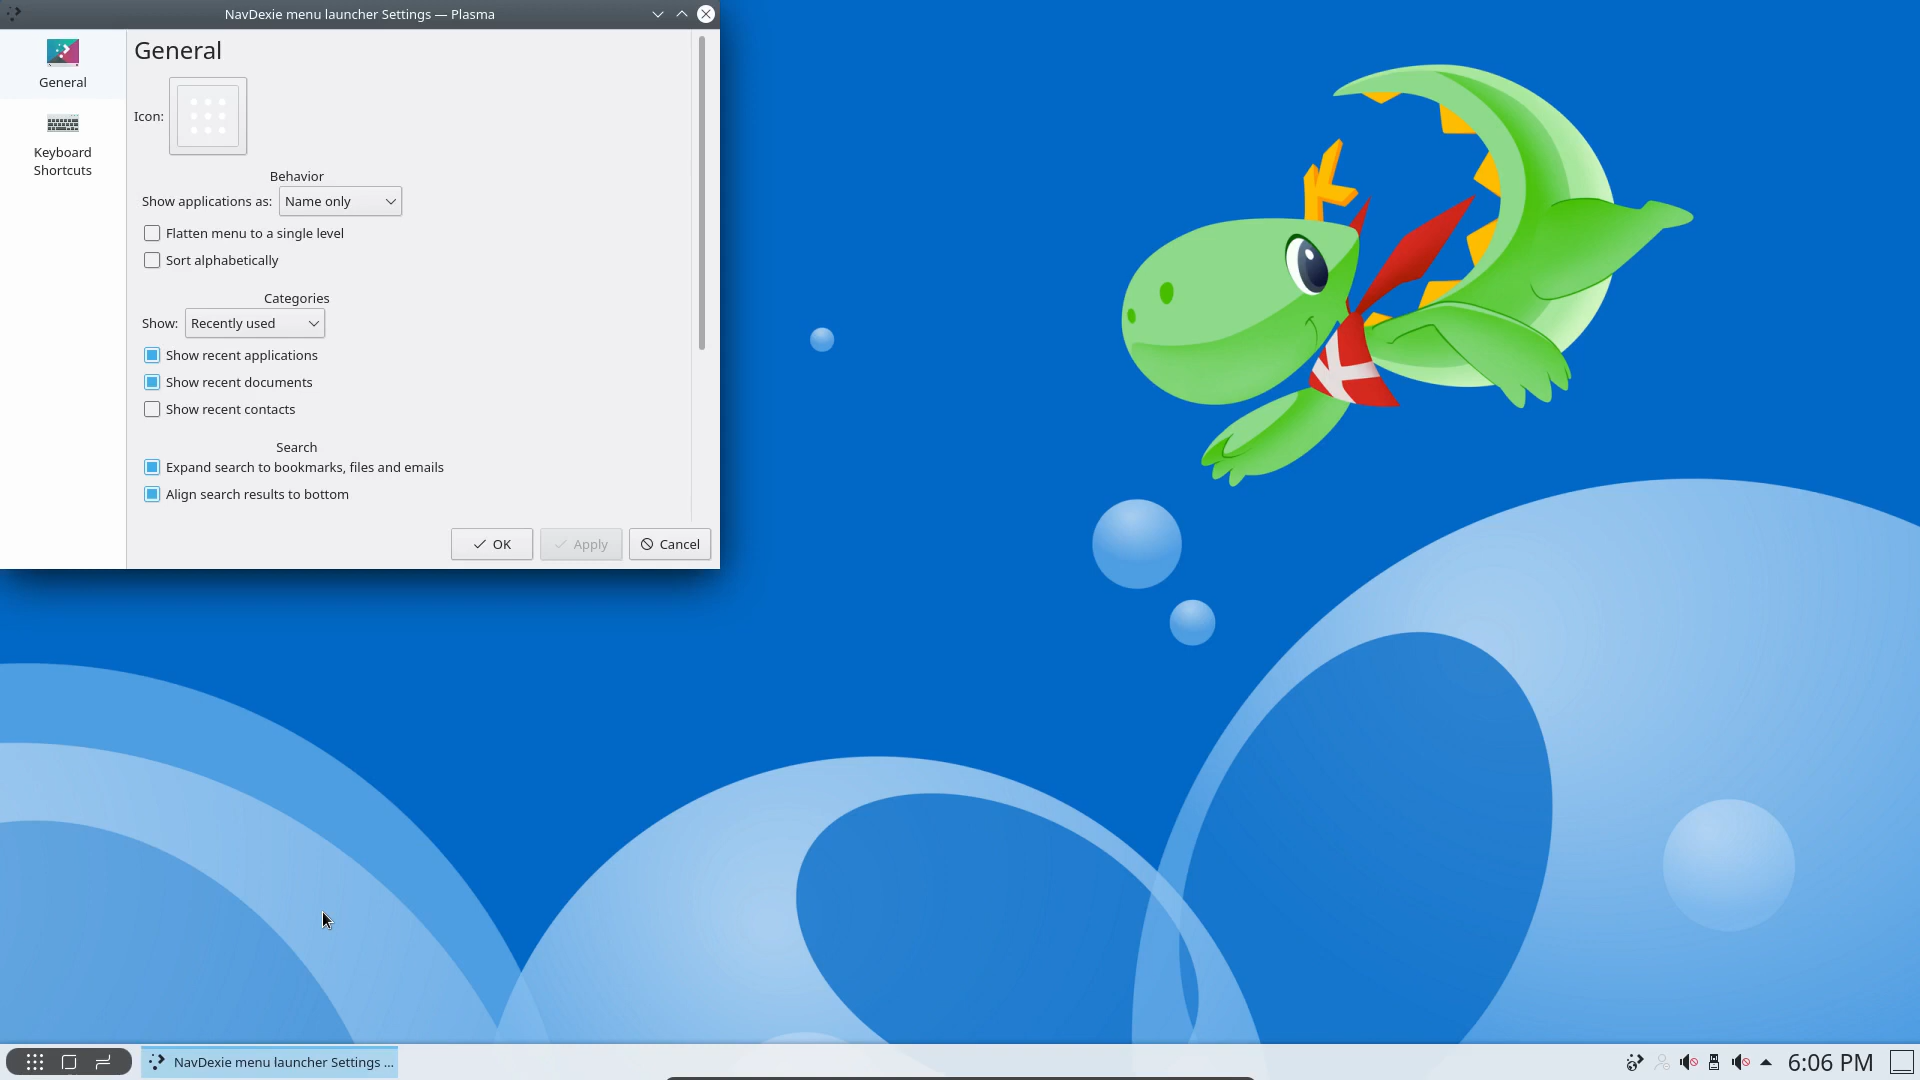 NavDexie menu launcher Settings — Plasma
General
General
Icon:
Keyboard
Shortcuts
Behavior
Show applications as: Name only
Flatten menu to a single level
Sort alphabetically
Categories
Show: Recently used
Show recent applications
Show recent documents
Show recent contacts
Search
Expand search to bookmarks, files and emails
Align search results to bottom
OK Apply Cancel
NavDexie menu launcher Settings ...
6:06 PM